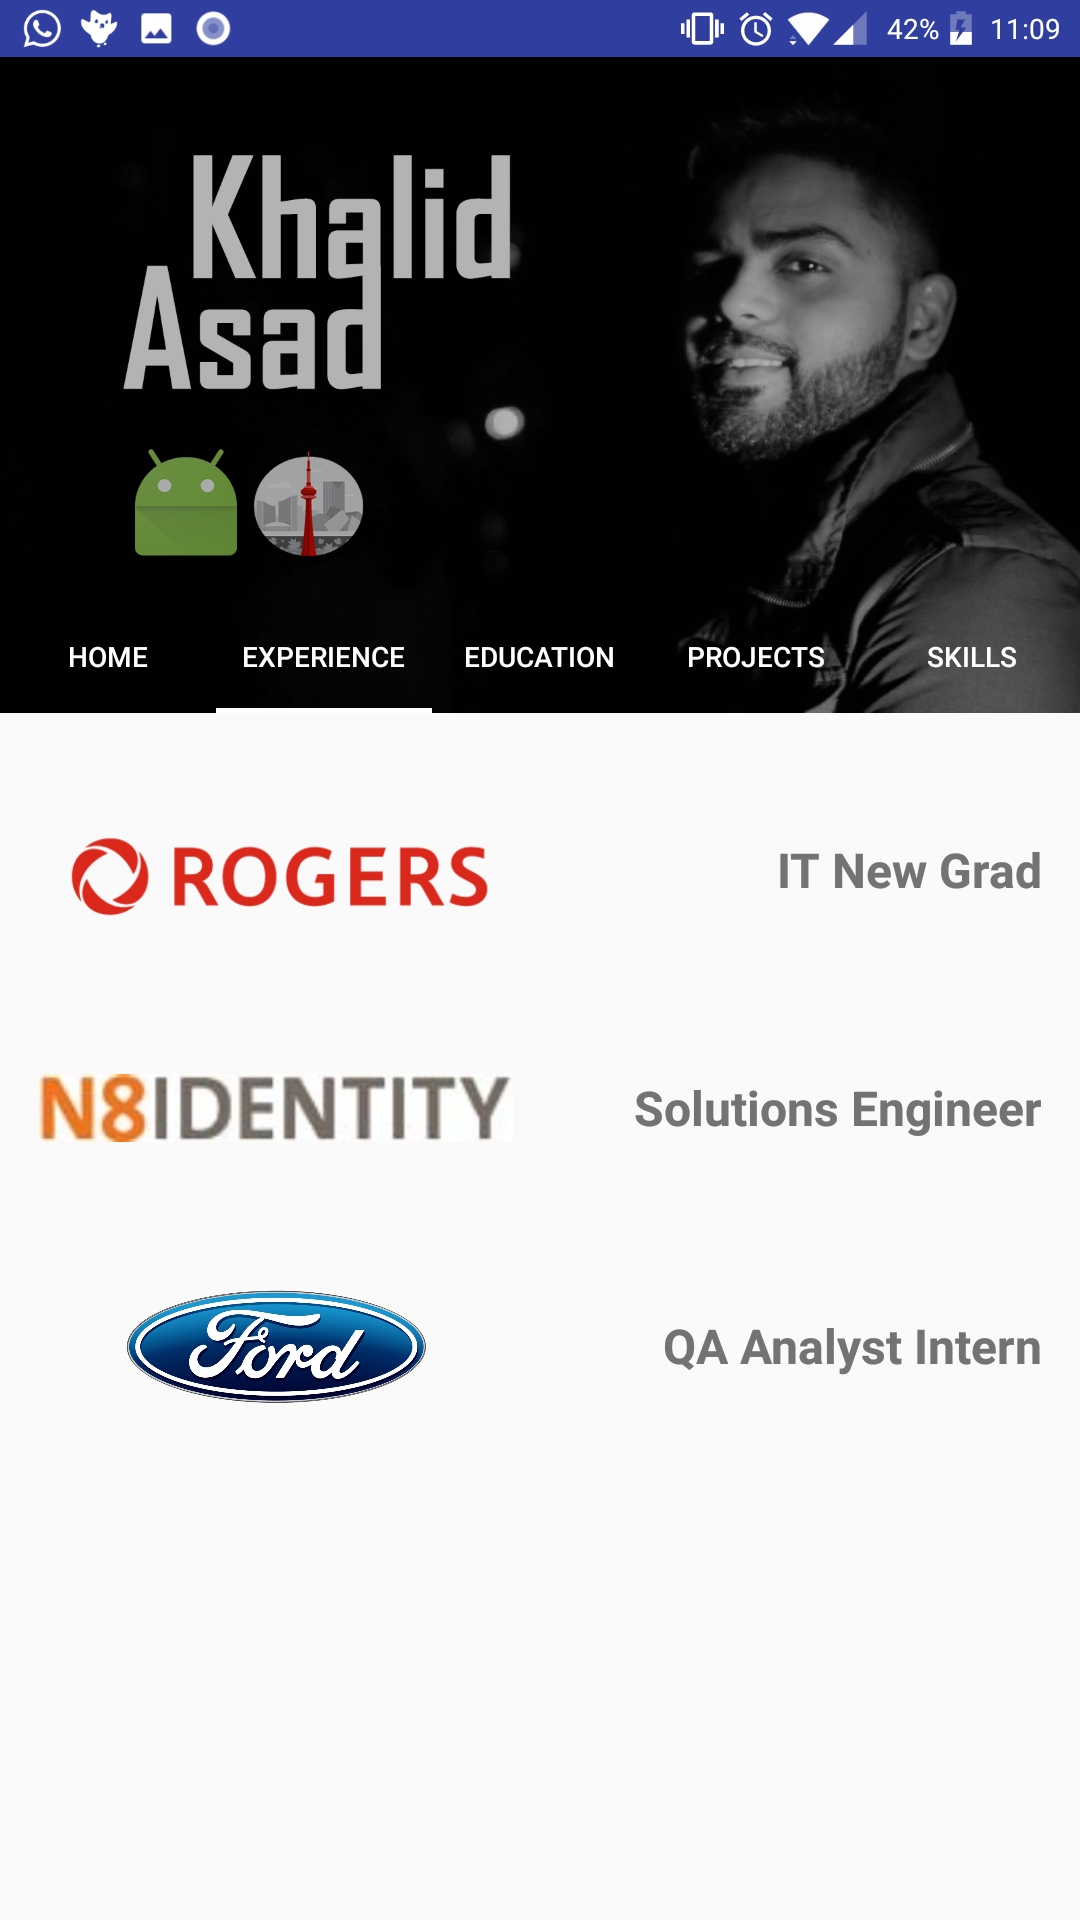 42% 11:09
Khalid
Asad
HOME EXPERIENCE EDUCATION PROJECTS SKILLS
ROGERS IT New Grad
N8IDENTITY Solutions Engineer
Ford QA Analyst Intern